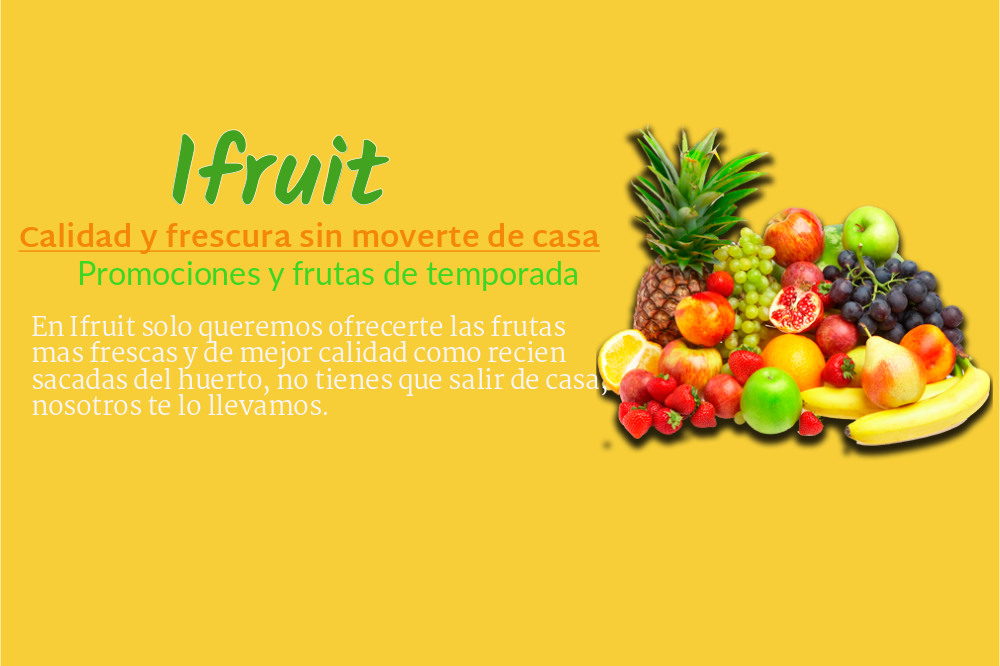 Ifruit
Calidad y frescura sin moverte de casa
Promociones y frutas de temporada
En Ifruit solo queremos ofrecerte las frutas
mas frescas y de mejor calidad como recien
sacadas del huerto, no tienes que salir de casa,
nosotros te lo llevamos.